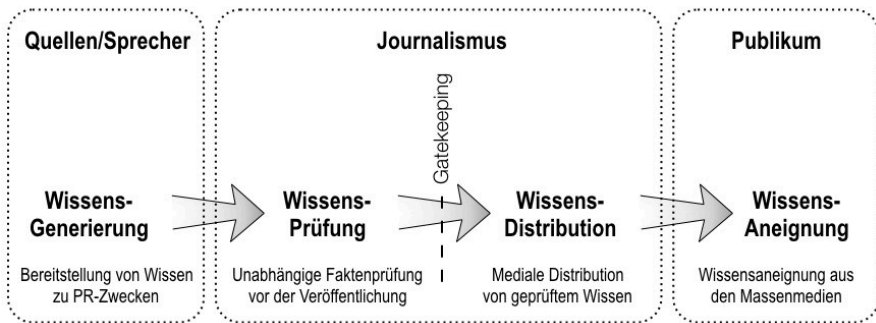 Quellen/Sprecher
Journalismus
Publikum
Gatekeeping
Wissens-
Generierung
Wissens-
Prüfung
Wissens-
Distribution
Wissens-
Aneignung
Bereitstellung von Wissen
zu PR-Zwecken
Unabhängige Faktenprüfung
vor der Veröffentlichung
Mediale Distribution
von geprüftem Wissen
Wissensaneignung aus
den Massenmedien